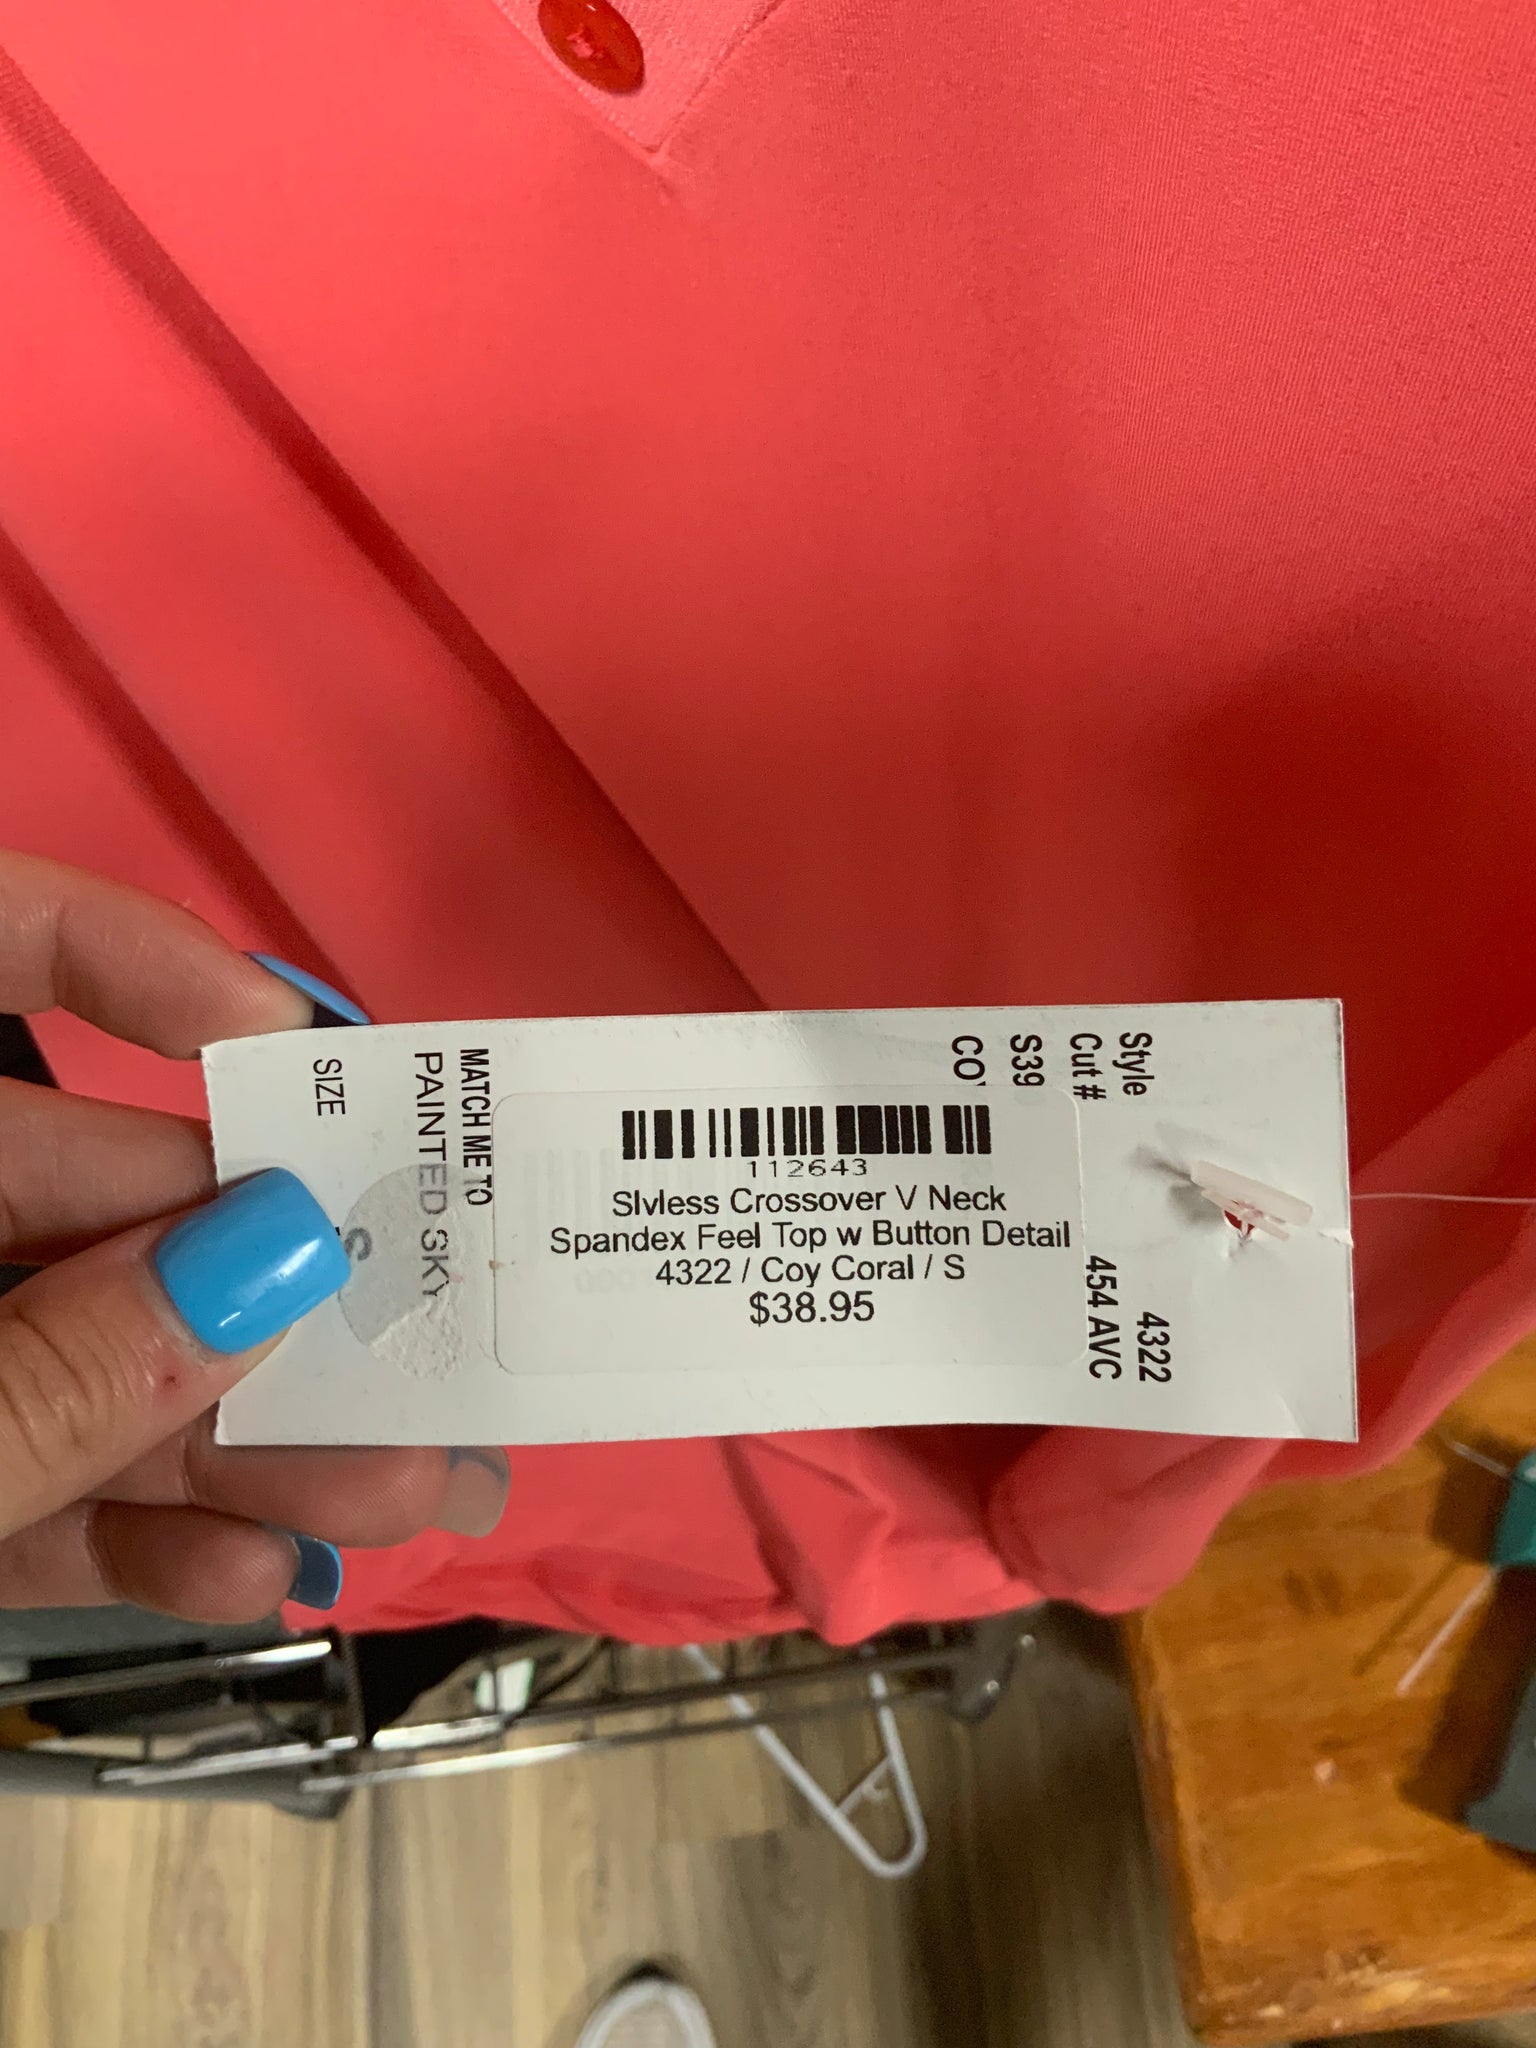 112643
Slvless Crossover V Neck
Spandex Feel Top w Button Detail
4322 / Coy Coral / S
$38.95
Style 4322
Cut # 454 AVC
S39
MATCH ME TO
PAINTED SKY
SIZE S